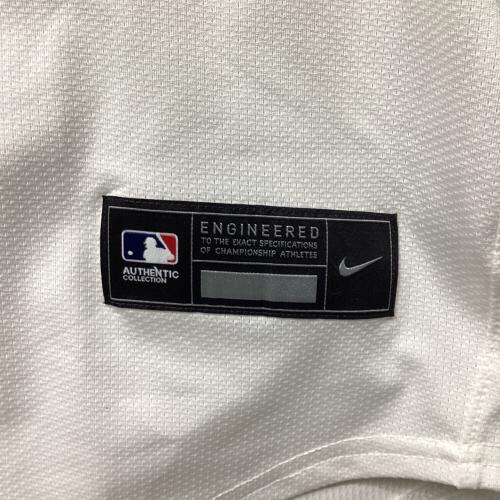 ENGINEERED
TO THE EXACT SPECIFICATIONS
OF CHAMPIONSHIP ATHLETES
AUTHENTIC
COLLECTION